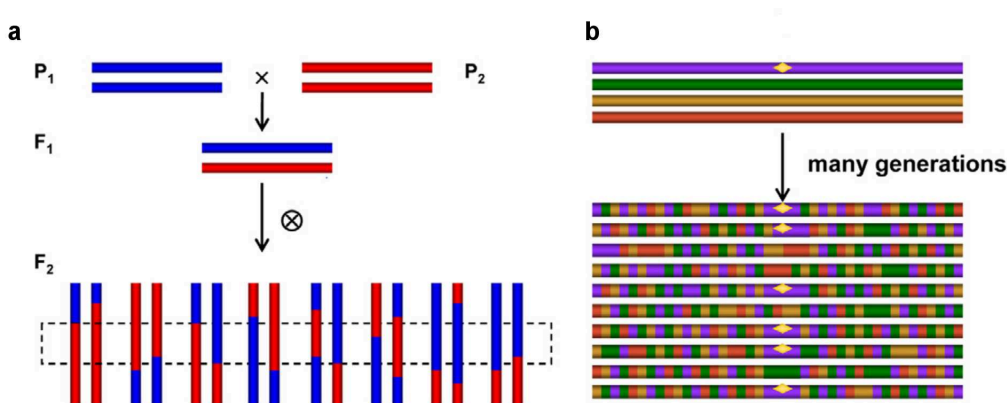 a
P1
×
P2
F1
⊗
F2
b
many generations